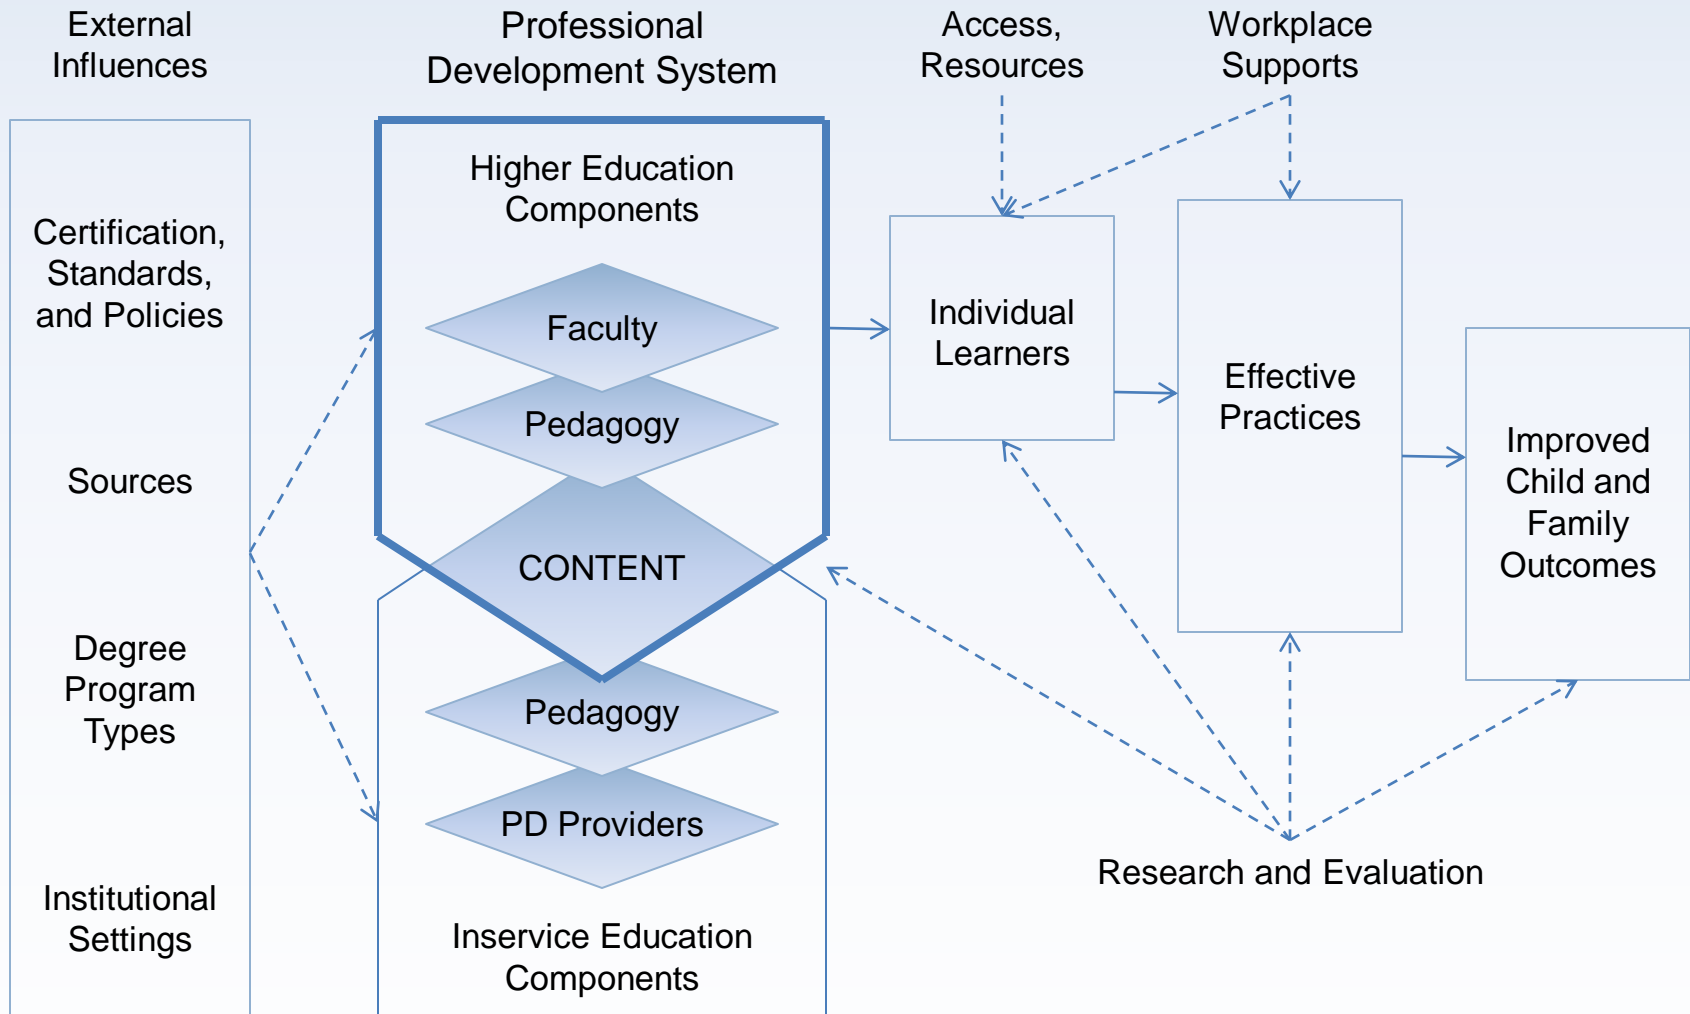 External
Influences
Professional
Development System
Access,
Resources
Workplace
Supports
Certification,
Standards,
and Policies
Sources
Degree
Program
Types
Institutional
Settings
Higher Education
Components
Faculty
Pedagogy
CONTENT
Pedagogy
PD Providers
Inservice Education
Components
Individual
Learners
Effective
Practices
Improved
Child and
Family
Outcomes
Research and Evaluation